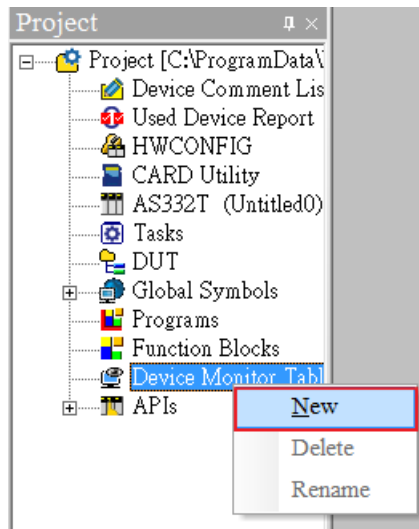 Project
Project [C:\ProgramData\
Device Comment Lis
Used Device Report
HWCONFIG
CARD Utility
AS332T (Untitled0)
Tasks
DUT
Global Symbols
Programs
Function Blocks
Device Monitor Tabl
APIs
New
Delete
Rename